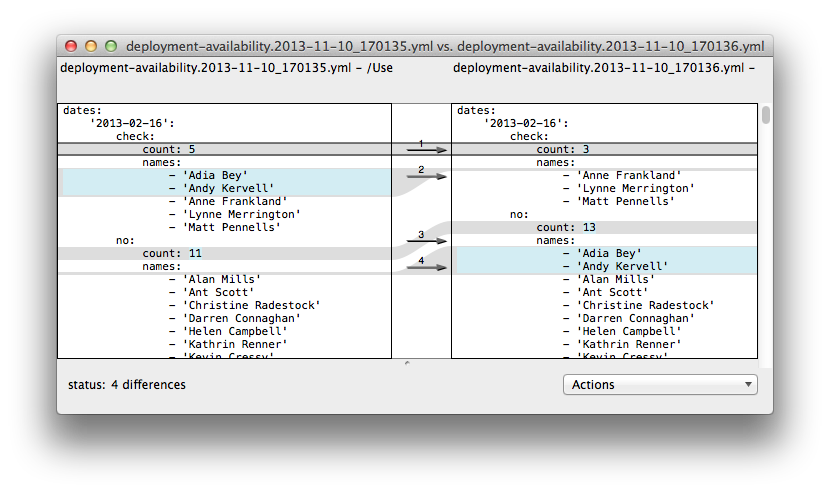 deployment-availability.2013-11-10_170135.yml vs. deployment-availability.2013-11-10_170136.yml
deployment-availability.2013-11-10_170135.yml – /Use
deployment-availability.2013-11-10_170136.yml –
dates:
'2013-02-16':
check:
count: 5
names:
- 'Adia Bey'
- 'Andy Kervell'
- 'Anne Frankland'
- 'Lynne Merrington'
- 'Matt Pennells'
no:
count: 11
names:
- 'Alan Mills'
- 'Ant Scott'
- 'Christine Radestock'
- 'Darren Connaghan'
- 'Helen Campbell'
- 'Kathrin Renner'
- 'Kevin Cressy'
1
2
3
4
dates:
'2013-02-16':
check:
count: 3
names:
- 'Anne Frankland'
- 'Lynne Merrington'
- 'Matt Pennells'
no:
count: 13
names:
- 'Adia Bey'
- 'Andy Kervell'
- 'Alan Mills'
- 'Ant Scott'
- 'Christine Radestock'
- 'Darren Connaghan'
- 'Helen Campbell'
- 'Kathrin Renner'
- 'Kevin Cressy'
status: 4 differences
Actions